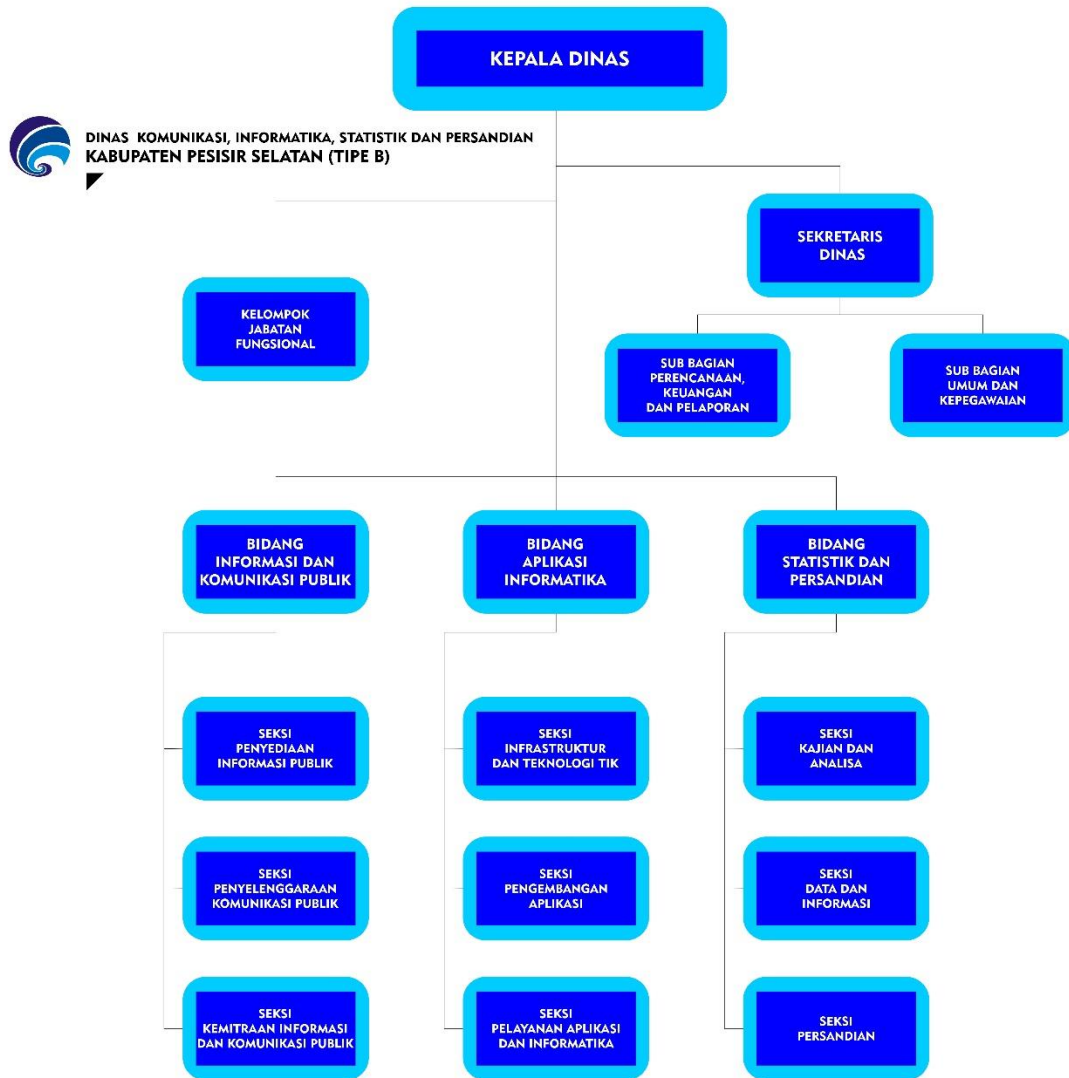 KEPALA DINAS
DINAS KOMUNIKASI, INFORMATIKA, STATISTIK DAN PERSANDIAN
KABUPATEN PESISIR SELATAN (TIPE B)
SEKRETARIS
DINAS
KELOMPOK
JABATAN
FUNGSIONAL
SUB BAGIAN
PERENCANAAN,
KEUANGAN
DAN PELAPORAN
SUB BAGIAN
UMUM DAN
KEPEGAWAIAN
BIDANG
INFORMASI DAN
KOMUNIKASI PUBLIK
BIDANG
APLIKASI
INFORMATIKA
BIDANG
STATISTIK DAN
PERSANDIAN
SEKSI
PENYEDIAAN
INFORMASI PUBLIK
SEKSI
INFRASTRUKTUR
DAN TEKNOLOGI TIK
SEKSI
KAJIAN DAN
ANALISA
SEKSI
PENYELENGGARAAN
KOMUNIKASI PUBLIK
SEKSI
PENGEMBANGAN
APLIKASI
SEKSI
DATA DAN
INFORMASI
SEKSI
KEMITRAAN INFORMASI
DAN KOMUNIKASI PUBLIK
SEKSI
PELAYANAN APLIKASI
DAN INFORMATIKA
SEKSI
PERSANDIAN